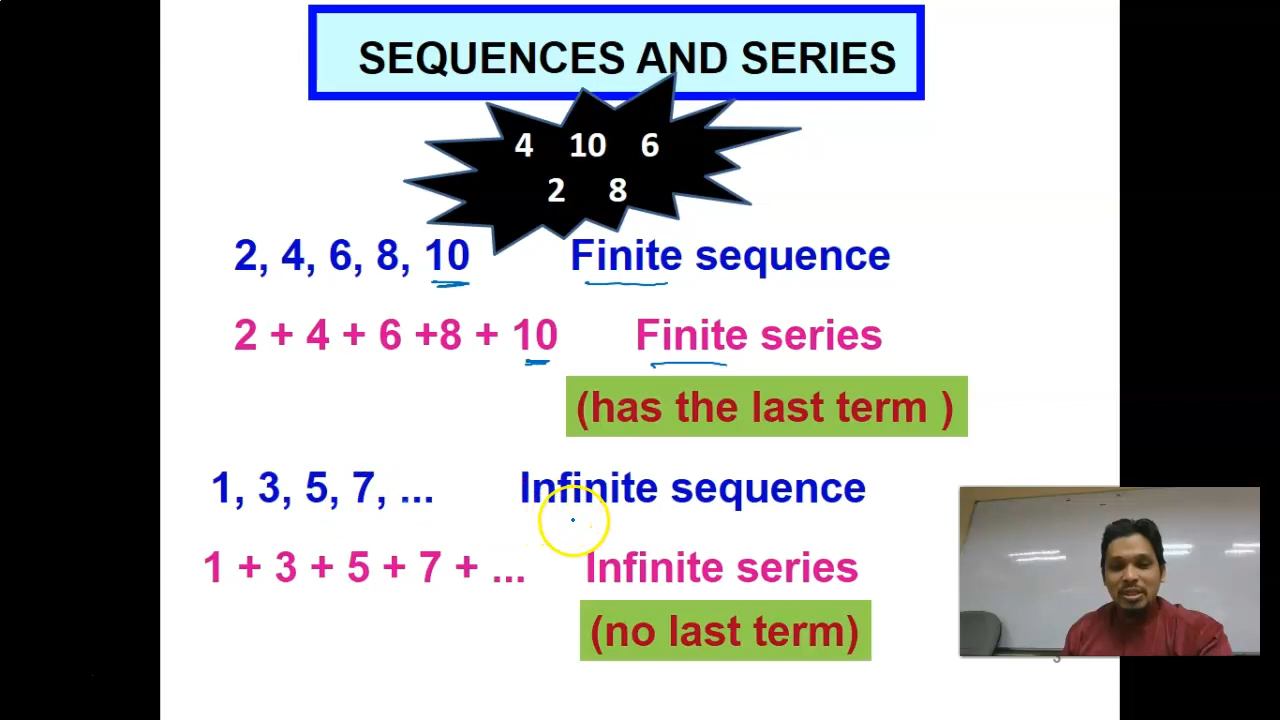 SEQUENCES AND SERIES
4 10 6
2 8
2, 4, 6, 8, 10 Finite sequence
2 + 4 + 6 +8 + 10 Finite series
(has the last term )
1, 3, 5, 7, ... Infinite sequence
1 + 3 + 5 + 7 + ... Infinite series
(no last term)